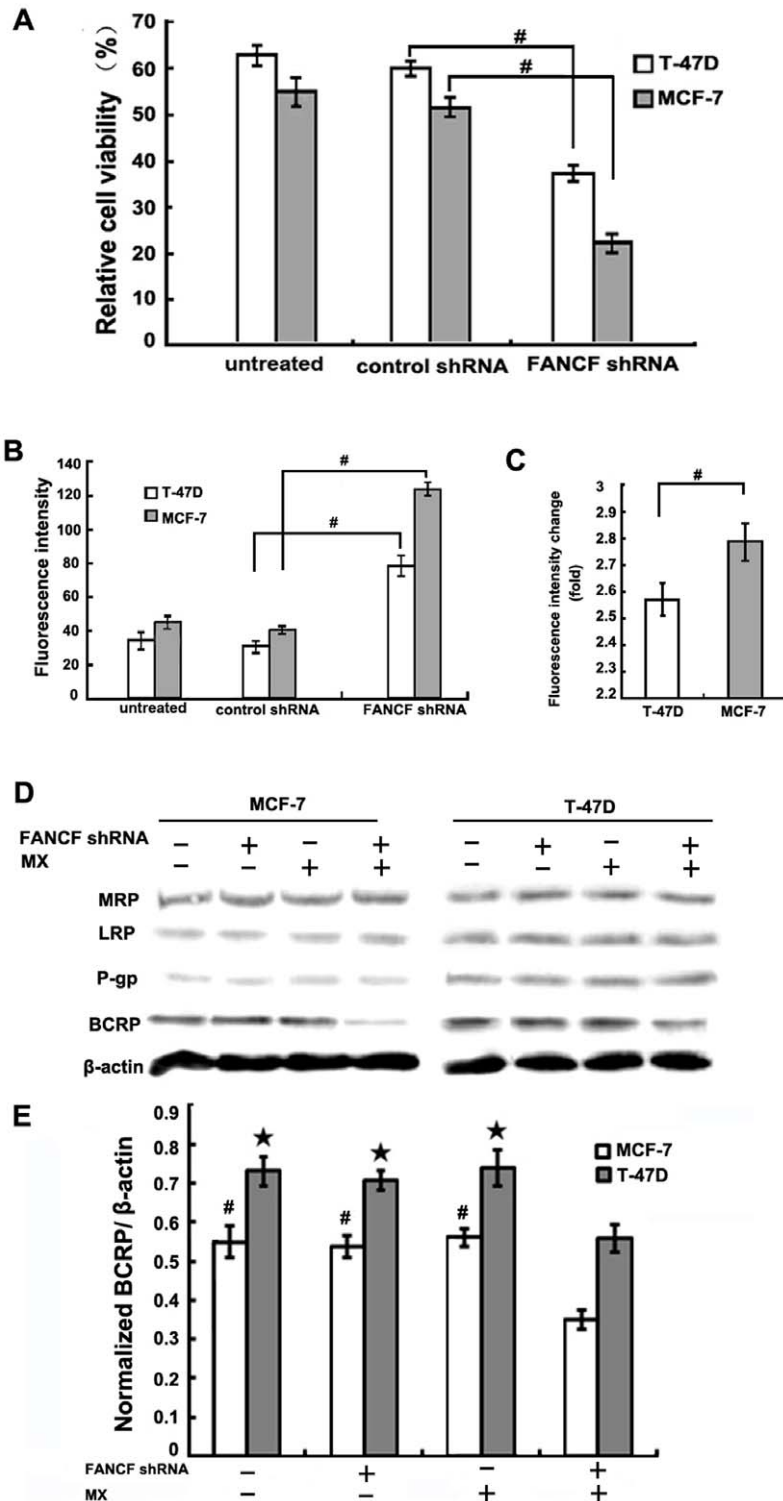 A
Relative cell viability (%)
70
60
50
40
30
20
10
0
#
#
T-47D
MCF-7
untreated
control shRNA
FANCF shRNA
B
Fluorescence intensity
140
120
100
80
60
40
20
0
T-47D
MCF-7
#
#
untreated
control shRNA
FANCF shRNA
C
Fluorescence intensity change
(fold)
3
2.9
2.8
2.7
2.6
2.5
2.4
2.3
2.2
#
T-47D
MCF-7
D
MCF-7
T-47D
FANCF shRNA − + − + − + − +
MX − − + + − − + +
MRP
LRP
P-gp
BCRP
β-actin
E
Normalized BCRP/ β-actin
0.9
0.8
0.7
0.6
0.5
0.4
0.3
0.2
0.1
0
# ★
# ★
# ★
MCF-7
T-47D
FANCF shRNA − + − +
MX − − + +